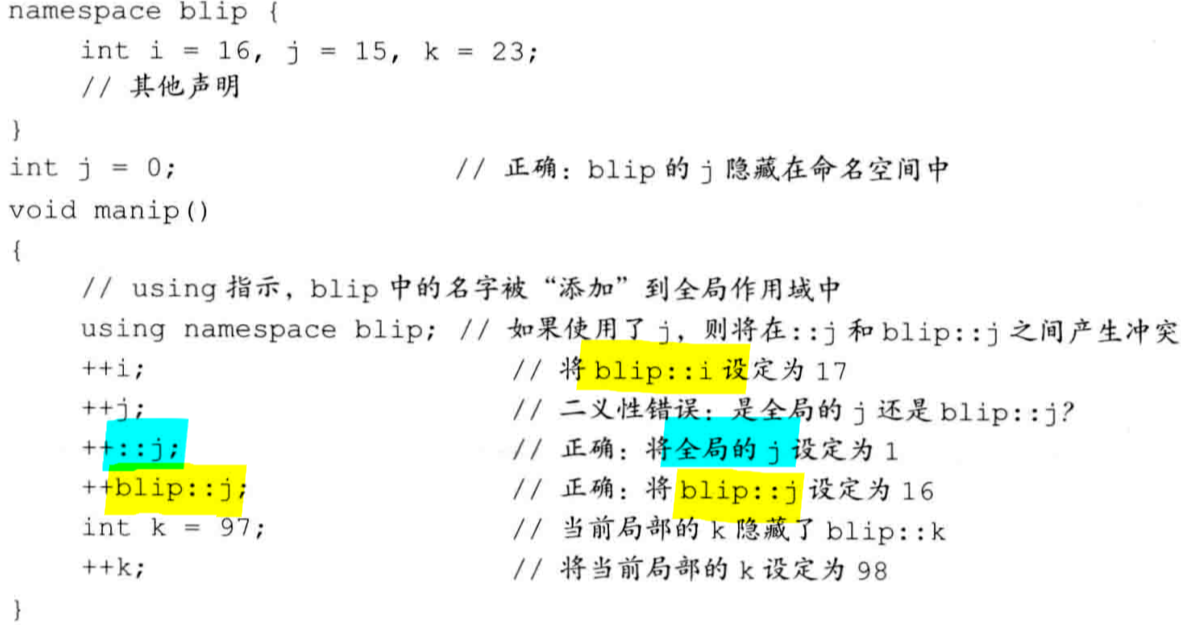 namespace blip {
    int i = 16, j = 15, k = 23;
    // 其他声明
}
int j = 0;                    // 正确：blip 的 j 隐藏在命名空间中
void manip()
{
    // using 指示，blip 中的名字被“添加”到全局作用域中
    using namespace blip; // 如果使用了 j，则将在::j 和 blip::j 之间产生冲突
    ++i;                      // 将 blip::i 设定为 17
    ++j;                      // 二义性错误：是全局的 j 还是 blip::j?
    ++::j;                    // 正确：将全局的 j 设定为 1
    ++blip::j;                // 正确：将 blip::j 设定为 16
    int k = 97;               // 当前局部的 k 隐藏了 blip::k
    ++k;                      // 将当前局部的 k 设定为 98
}